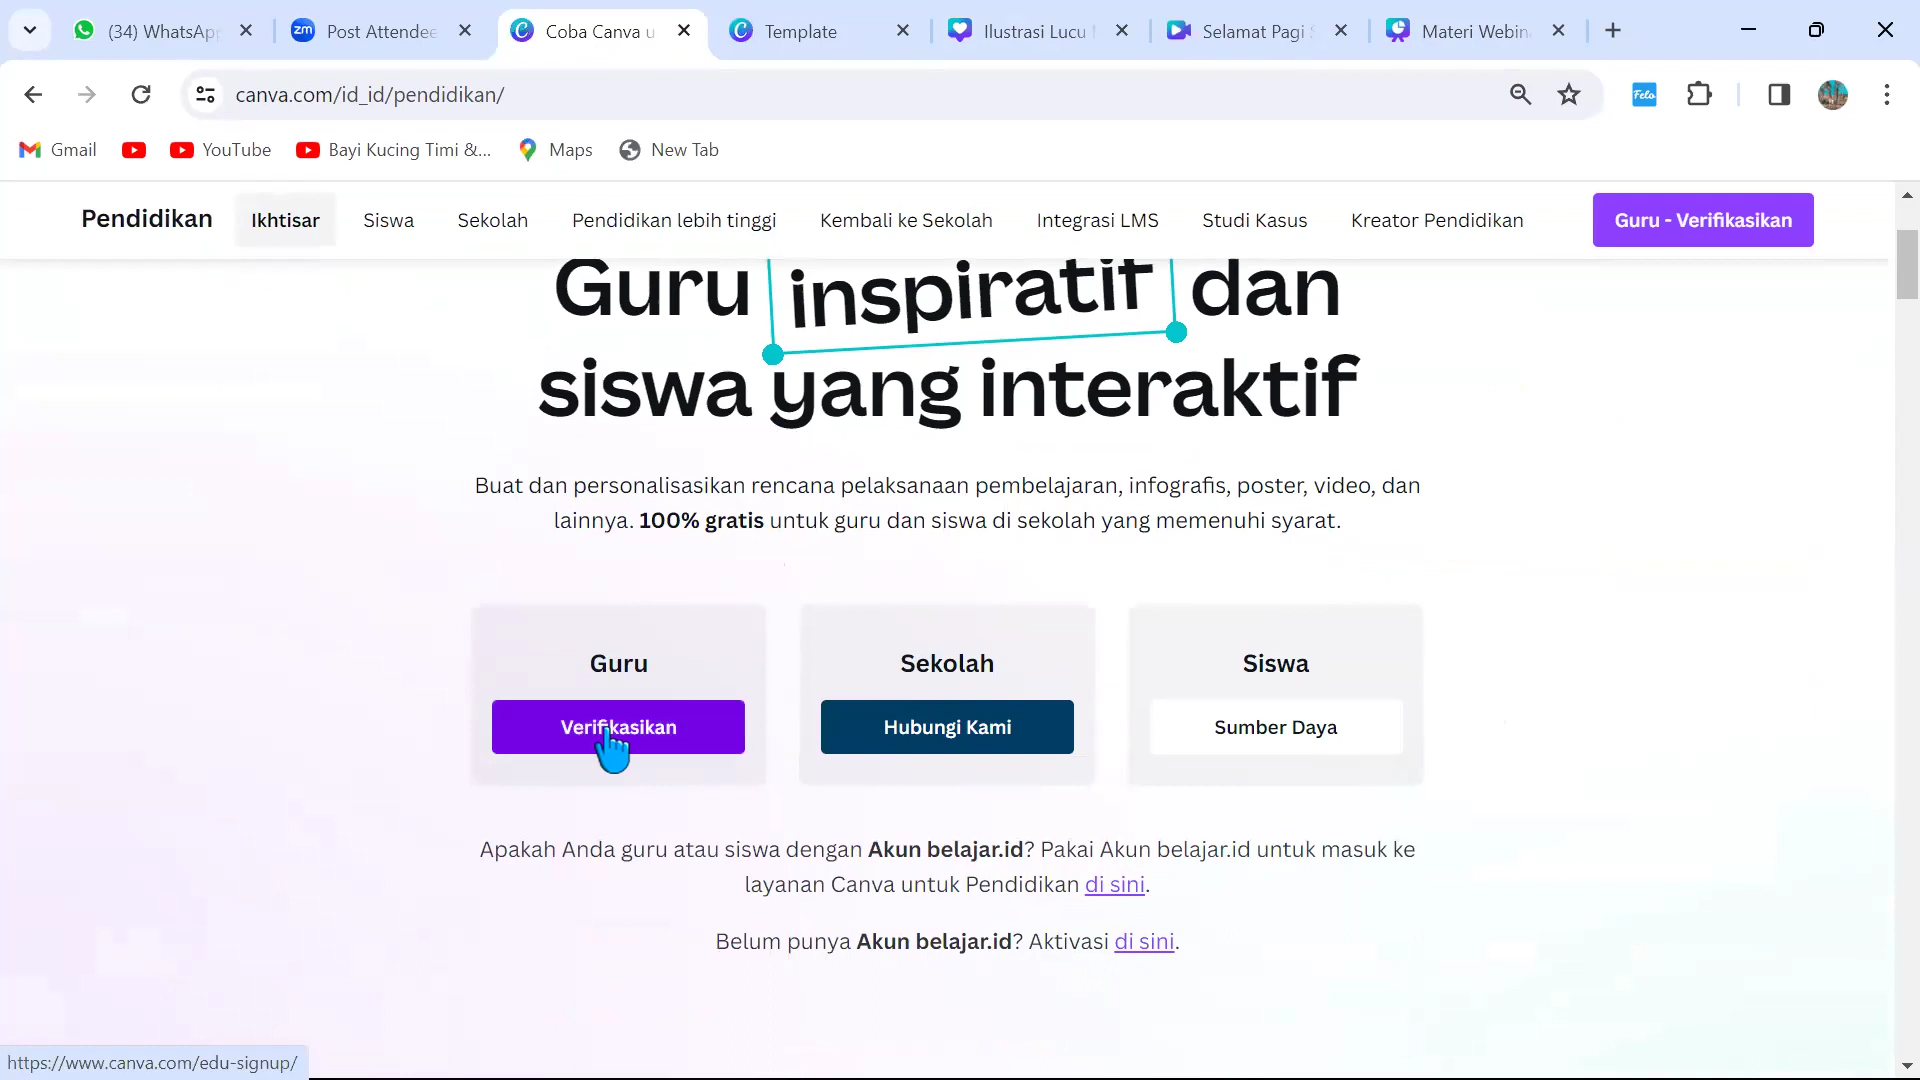 (34) WhatsApp
Post Attendee
Coba Canva u
Template
Ilustrasi Lucu
Selamat Pagi
Materi Webin
canva.com/id_id/pendidikan/
Felo
Gmail
YouTube
Bayi Kucing Timi &...
Maps
New Tab
Pendidikan
Ikhtisar
Siswa
Sekolah
Pendidikan lebih tinggi
Kembali ke Sekolah
Integrasi LMS
Studi Kasus
Kreator Pendidikan
Guru - Verifikasikan
Guru inspiratif dan
siswa yang interaktif
Buat dan personalisasikan rencana pelaksanaan pembelajaran, infografis, poster, video, dan
lainnya. 100% gratis untuk guru dan siswa di sekolah yang memenuhi syarat.
Guru
Verifikasikan
Sekolah
Hubungi Kami
Siswa
Sumber Daya
Apakah Anda guru atau siswa dengan Akun belajar.id? Pakai Akun belajar.id untuk masuk ke
layanan Canva untuk Pendidikan di sini.
Belum punya Akun belajar.id? Aktivasi di sini.
https://www.canva.com/edu-signup/